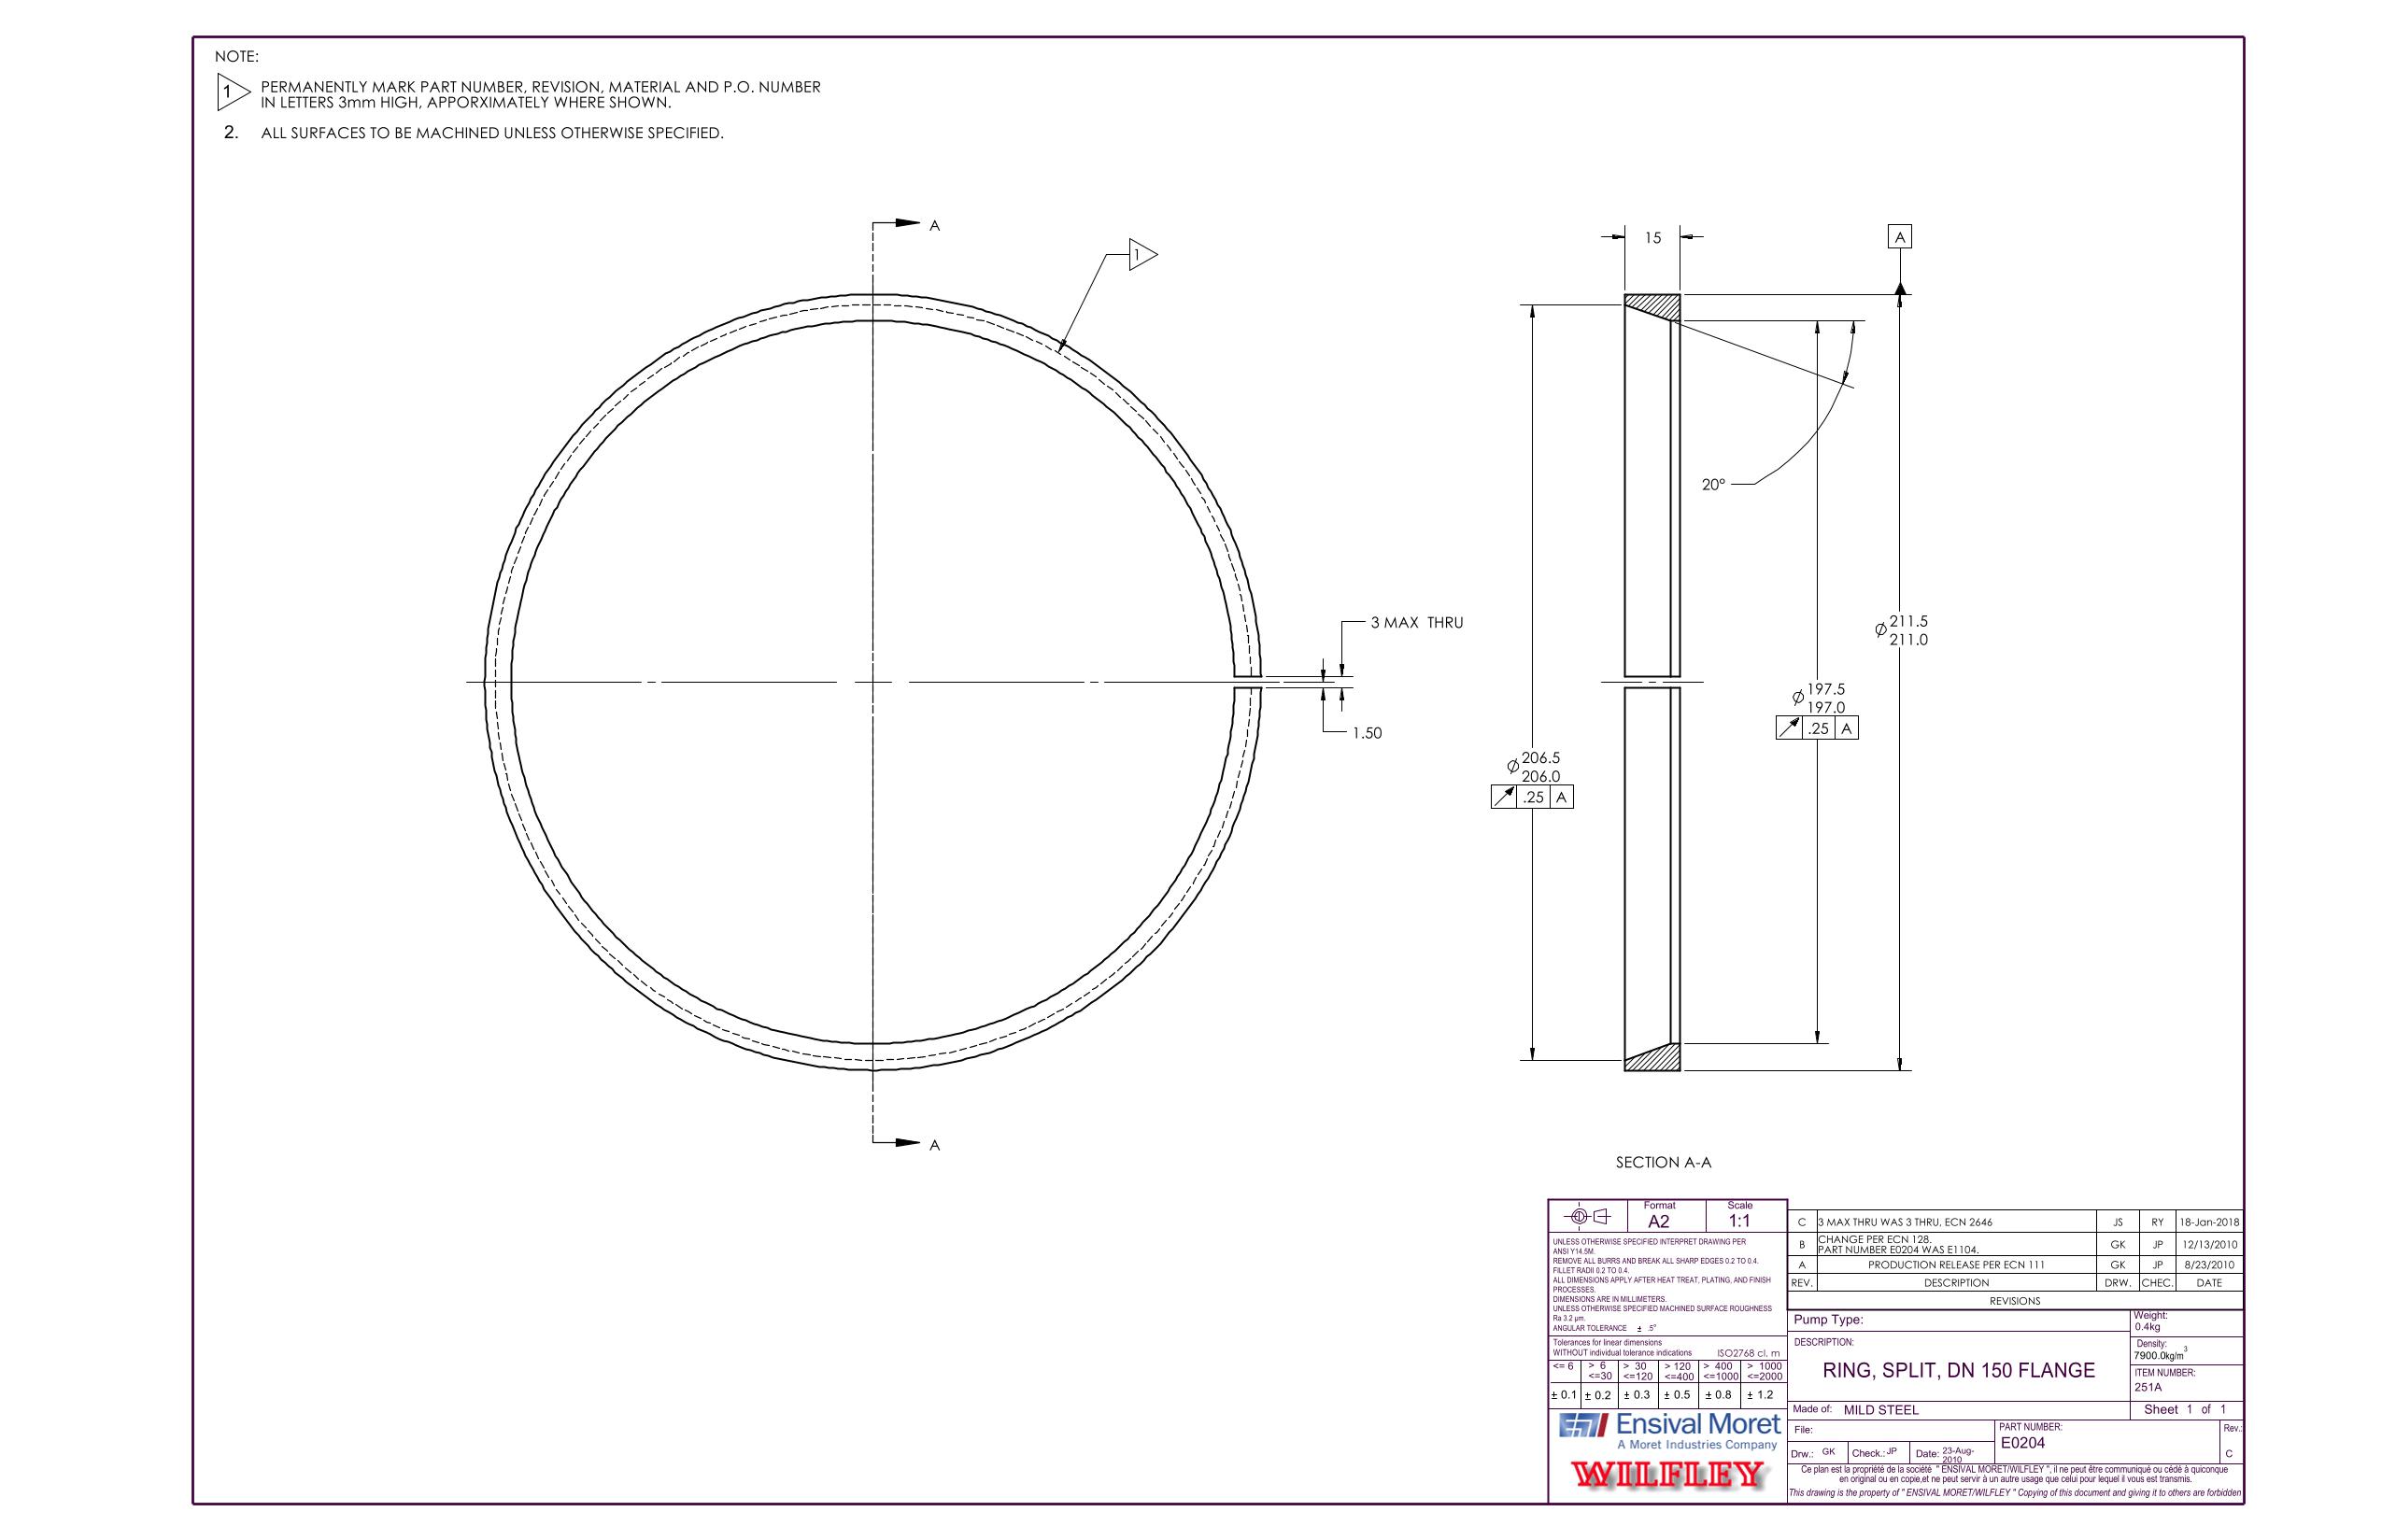 NOTE:
1 PERMANENTLY MARK PART NUMBER, REVISION, MATERIAL AND P.O. NUMBER
IN LETTERS 3mm HIGH, APPORXIMATELY WHERE SHOWN.
2. ALL SURFACES TO BE MACHINED UNLESS OTHERWISE SPECIFIED.
A
1
15
A
20°
3 MAX THRU
1.50
⌀ 211.5
211.0
⌀ 197.5
197.0
.25 A
⌀ 206.5
206.0
.25 A
A
SECTION A-A
Format
A2
Scale
1:1
UNLESS OTHERWISE SPECIFIED INTERPRET DRAWING PER
ANSI Y14.5M.
REMOVE ALL BURRS AND BREAK ALL SHARP EDGES 0.2 TO 0.4.
FILLET RADII 0.2 TO 0.4.
ALL DIMENSIONS APPLY AFTER HEAT TREAT, PLATING, AND FINISH
PROCESSES.
DIMENSIONS ARE IN MILLIMETERS.
UNLESS OTHERWISE SPECIFIED MACHINED SURFACE ROUGHNESS
Ra 3.2 µm.
ANGULAR TOLERANCE ± .5°
Tolerances for linear dimensions
WITHOUT individual tolerance indications ISO2768 cl. m
<= 6 > 6 > 30 > 120 > 400 > 1000
<=30 <=120 <=400 <=1000 <=2000
± 0.1 ± 0.2 ± 0.3 ± 0.5 ± 0.8 ± 1.2
Ensival Moret
A Moret Industries Company
WILFLEY
C 3 MAX THRU WAS 3 THRU, ECN 2646 JS RY 18-Jan-2018
B CHANGE PER ECN 128.
PART NUMBER E0204 WAS E1104. GK JP 12/13/2010
A PRODUCTION RELEASE PER ECN 111 GK JP 8/23/2010
REV. DESCRIPTION DRW. CHEC. DATE
REVISIONS
Pump Type:
Weight:
0.4kg
DESCRIPTION:
RING, SPLIT, DN 150 FLANGE
Density:
7900.0kg/m³
ITEM NUMBER:
251A
Made of: MILD STEEL
Sheet 1 of 1
File:
PART NUMBER:
E0204
Rev.:
C
Drw.: GK Check.: JP Date: 23-Aug-
2010
Ce plan est la propriété de la société " ENSIVAL MORET/WILFLEY ", il ne peut être communiqué ou cédé à quiconque
en original ou en copie,et ne peut servir à un autre usage que celui pour lequel il vous est transmis.
This drawing is the property of " ENSIVAL MORET/WILFLEY " Copying of this document and giving it to others are forbidden